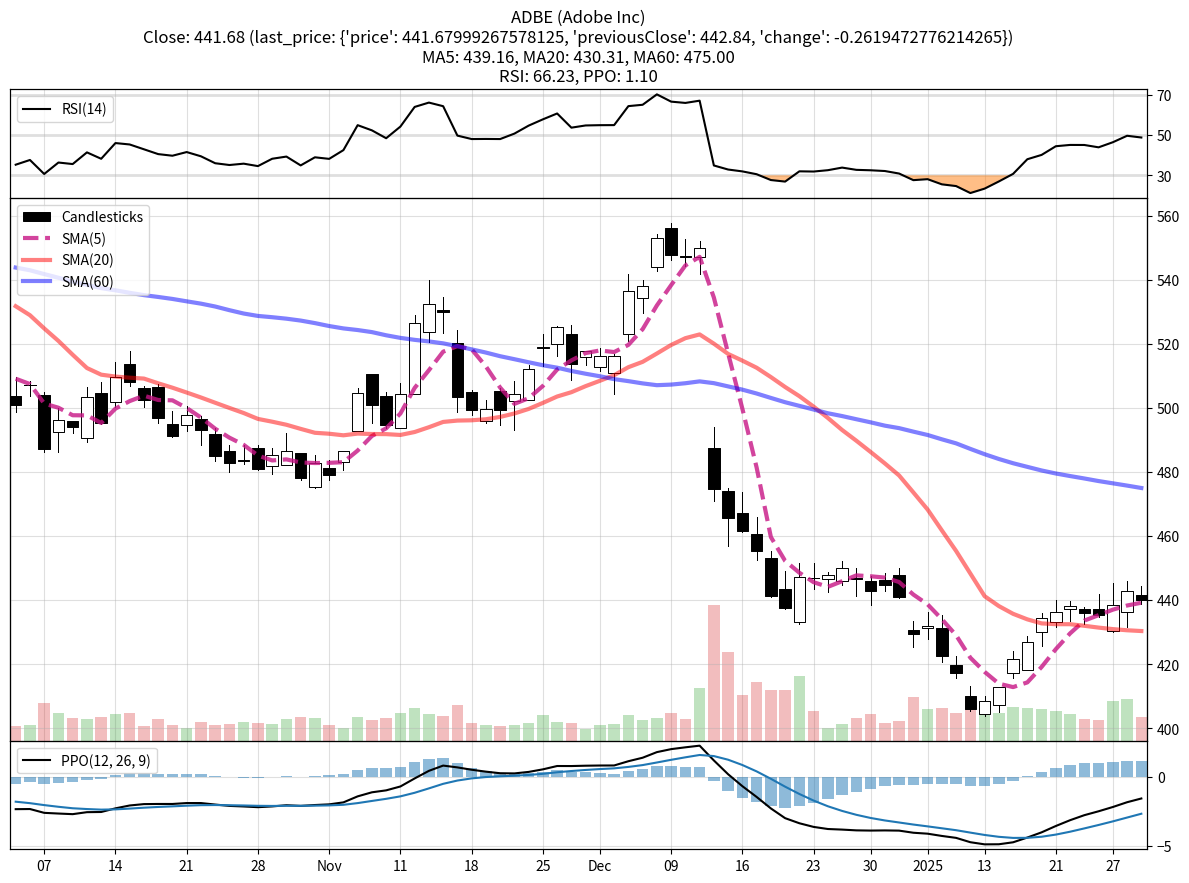 ADBE (Adobe Inc)
Close: 441.68 (last_price: {'price': 441.67999267578125, 'previousClose': 442.84, 'change': -0.2619472776214265})
MA5: 439.16, MA20: 430.31, MA60: 475.00
RSI: 66.23, PPO: 1.10
RSI(14)
70
50
30
Candlesticks
SMA(5)
SMA(20)
SMA(60)
560
540
520
500
480
460
440
420
400
PPO(12, 26, 9)
0
−5
07 14 21 28 Nov 11 18 25 Dec 09 16 23 30 2025 13 21 27